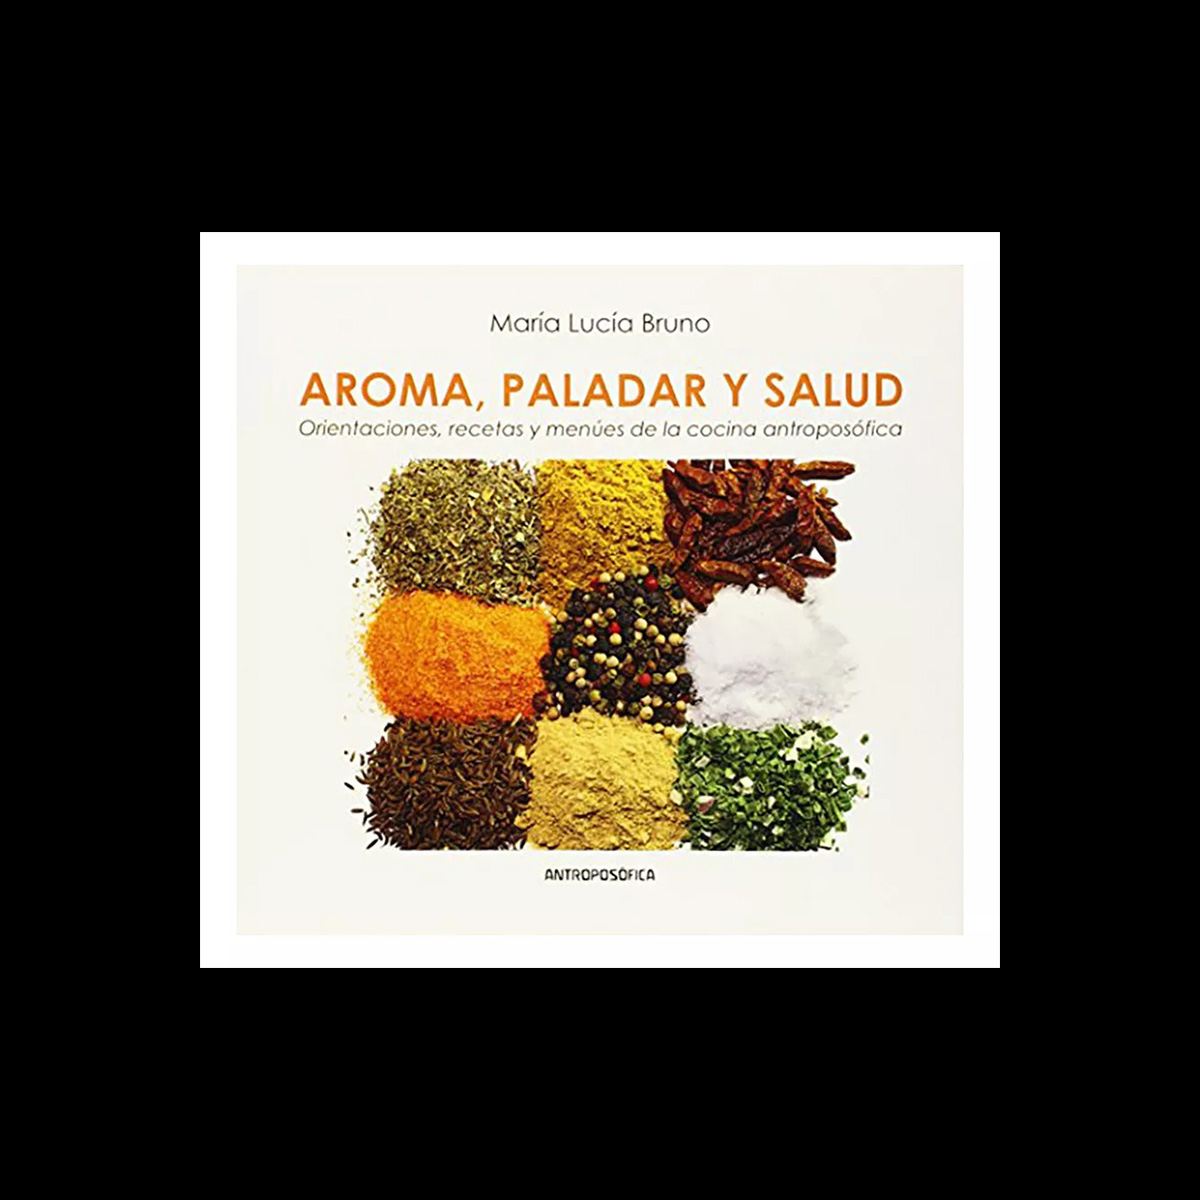 María Lucía Bruno
AROMA, PALADAR Y SALUD
Orientaciones, recetas y menúes de la cocina antroposófica
ANTROPOSÓFICA